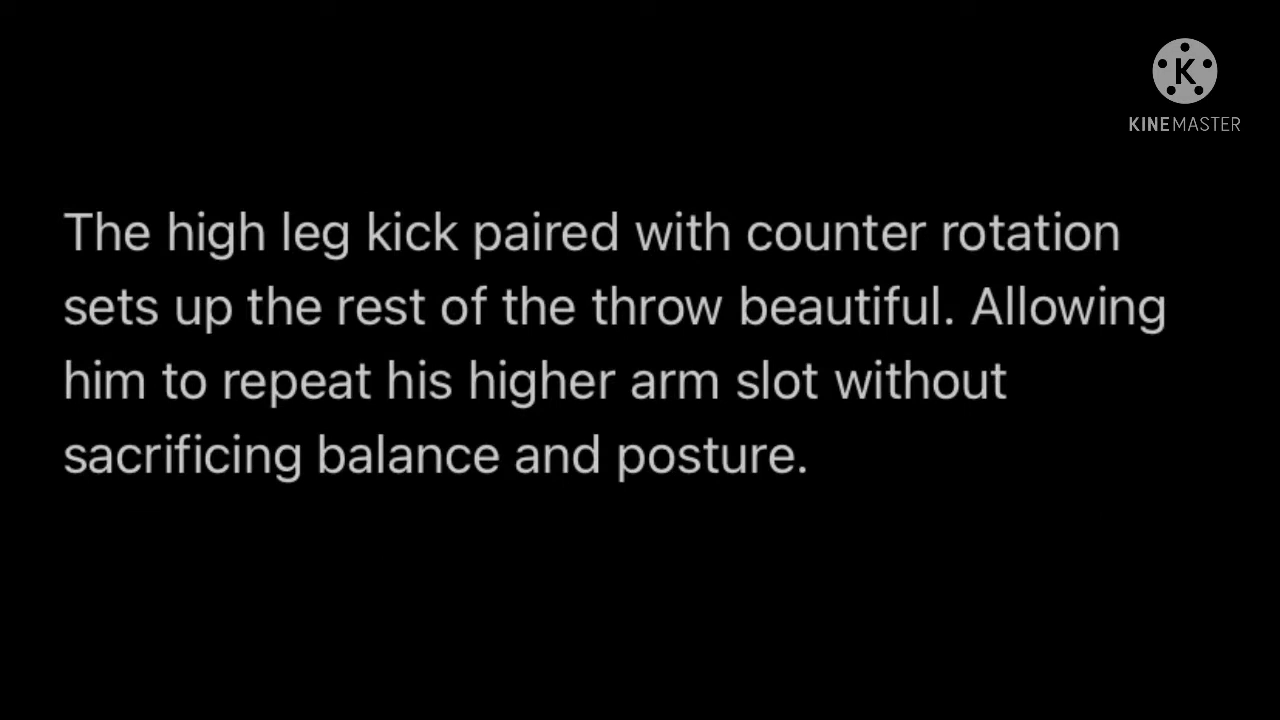 K
KINEMASTER
The high leg kick paired with counter rotation
sets up the rest of the throw beautiful. Allowing
him to repeat his higher arm slot without
sacrificing balance and posture.